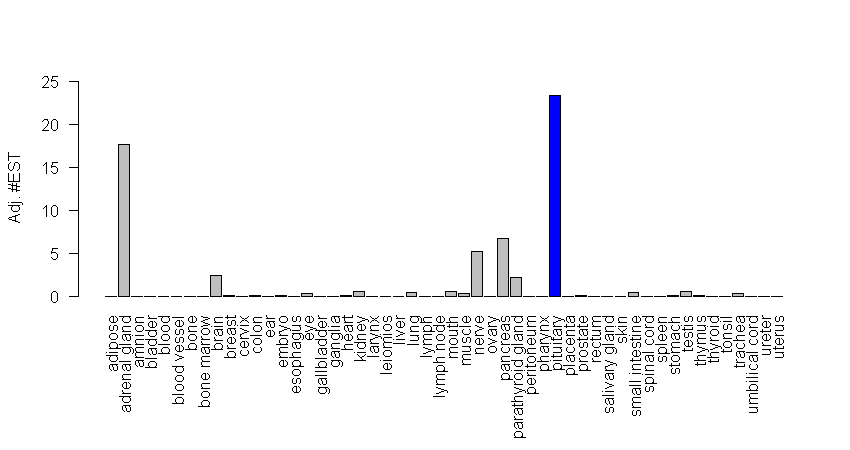 25
20
15
10
5
0
Adj. #EST
adipose
adrenal gland
amnion
bladder
blood
blood vessel
bone
bone marrow
brain
breast
cervix
colon
ear
embryo
esophagus
eye
gallbladder
ganglia
heart
kidney
larynx
leiomios
liver
lung
lymph
lymph node
mouth
muscle
nerve
ovary
pancreas
parathyroid gland
peritoneum
pharynx
pituitary
placenta
prostate
rectum
salivary gland
skin
small intestine
spinal cord
spleen
stomach
testis
thymus
thyroid
tonsil
trachea
umbilical cord
ureter
uterus